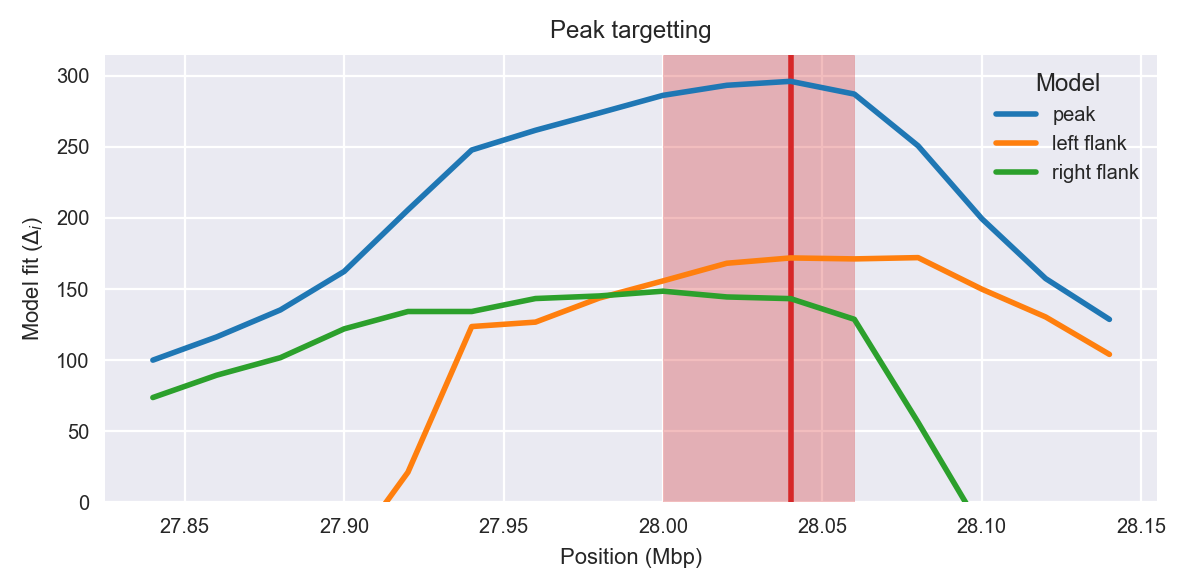 Peak targetting
300
250
200
150
100
50
0
Model fit (Δᵢ)
Model
peak
left flank
right flank
27.85 27.90 27.95 28.00 28.05 28.10 28.15
Position (Mbp)